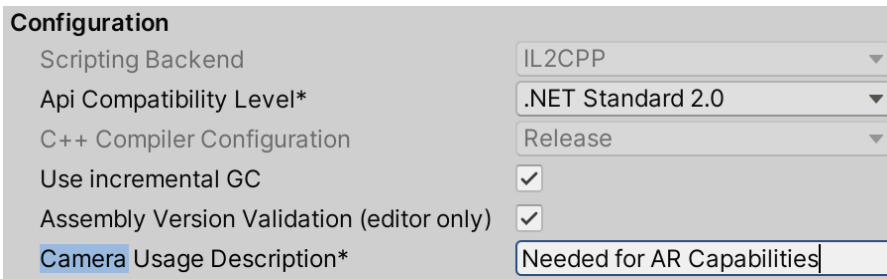 Configuration
Scripting Backend IL2CPP
Api Compatibility Level* .NET Standard 2.0
C++ Compiler Configuration Release
Use incremental GC
Assembly Version Validation (editor only)
Camera Usage Description* Needed for AR Capabilities